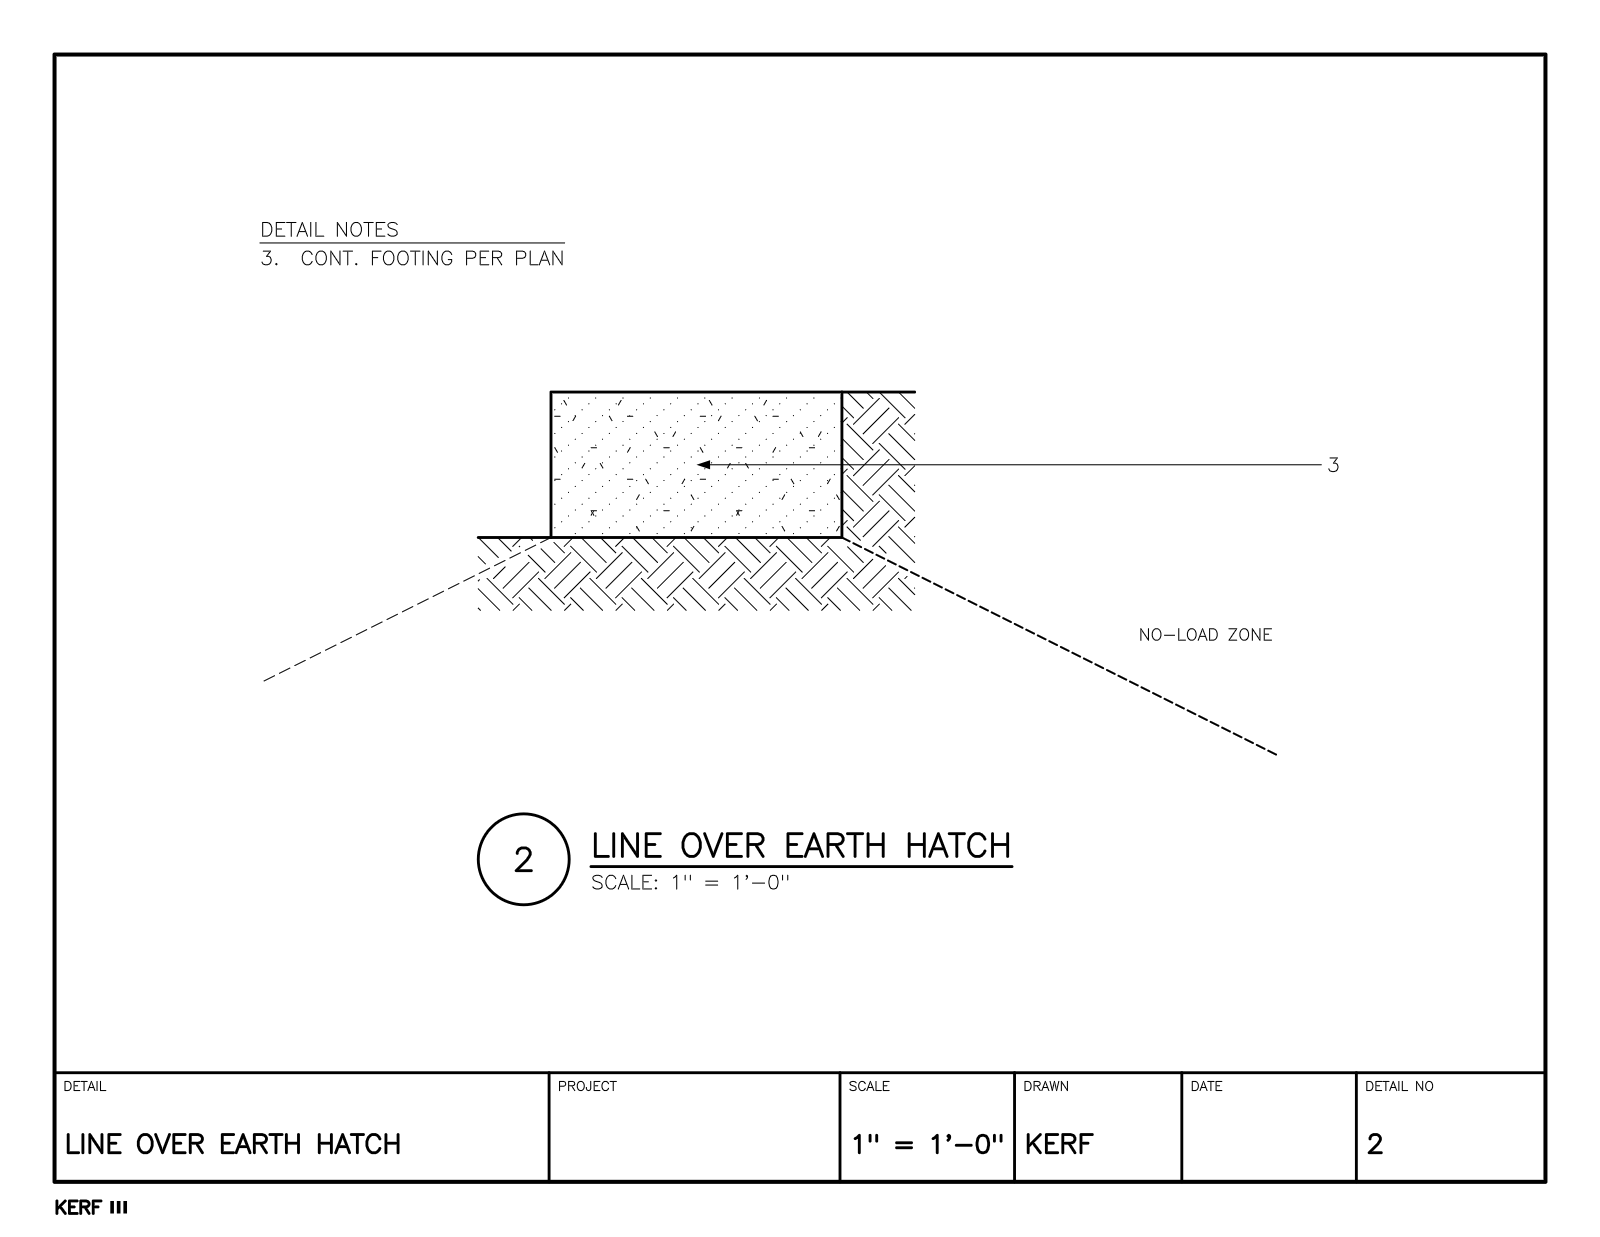 DETAIL NOTES
3. CONT. FOOTING PER PLAN
3
NO-LOAD ZONE
2
LINE OVER EARTH HATCH
SCALE: 1" = 1'-0"
DETAIL
LINE OVER EARTH HATCH
PROJECT
SCALE
1" = 1'-0"
DRAWN
KERF
DATE
DETAIL NO
2
KERF III